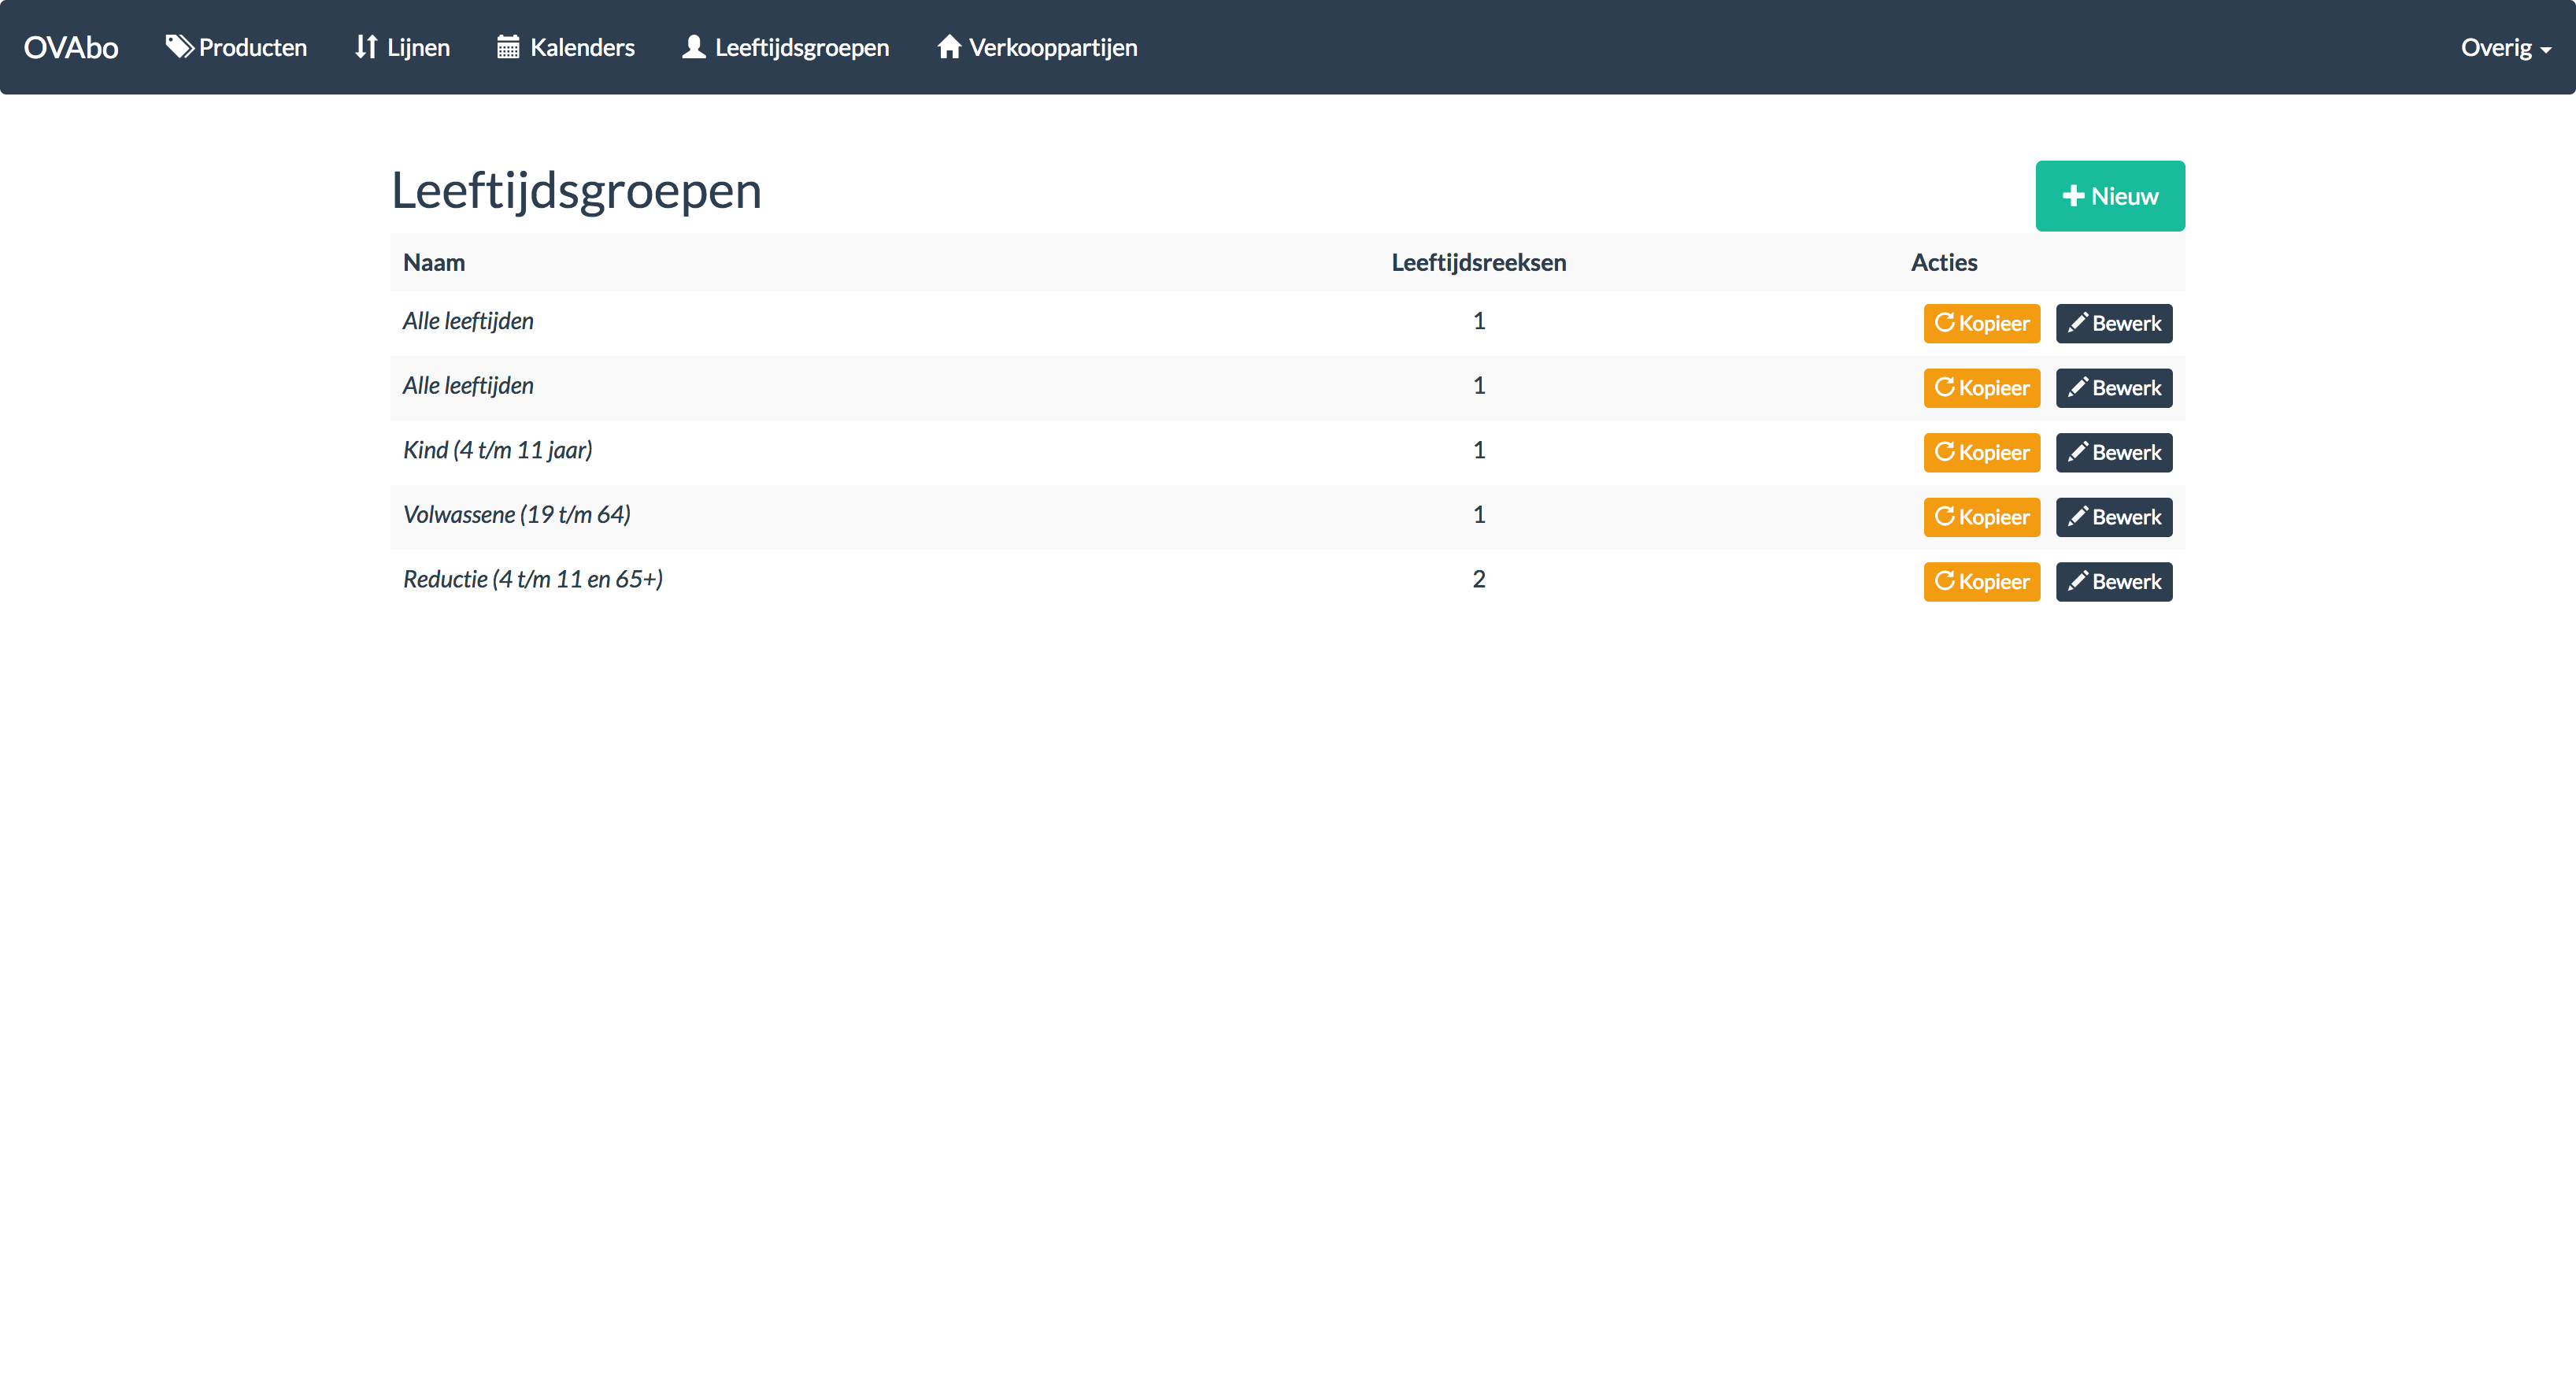 OVAbo Producten Lijnen Kalenders Leeftijdsgroepen Verkooppartijen Overig
Leeftijdsgroepen Nieuw
Naam Leeftijdsreeksen Acties
Alle leeftijden 1 Kopieer Bewerk
Alle leeftijden 1 Kopieer Bewerk
Kind (4 t/m 11 jaar) 1 Kopieer Bewerk
Volwassene (19 t/m 64) 1 Kopieer Bewerk
Reductie (4 t/m 11 en 65+) 2 Kopieer Bewerk